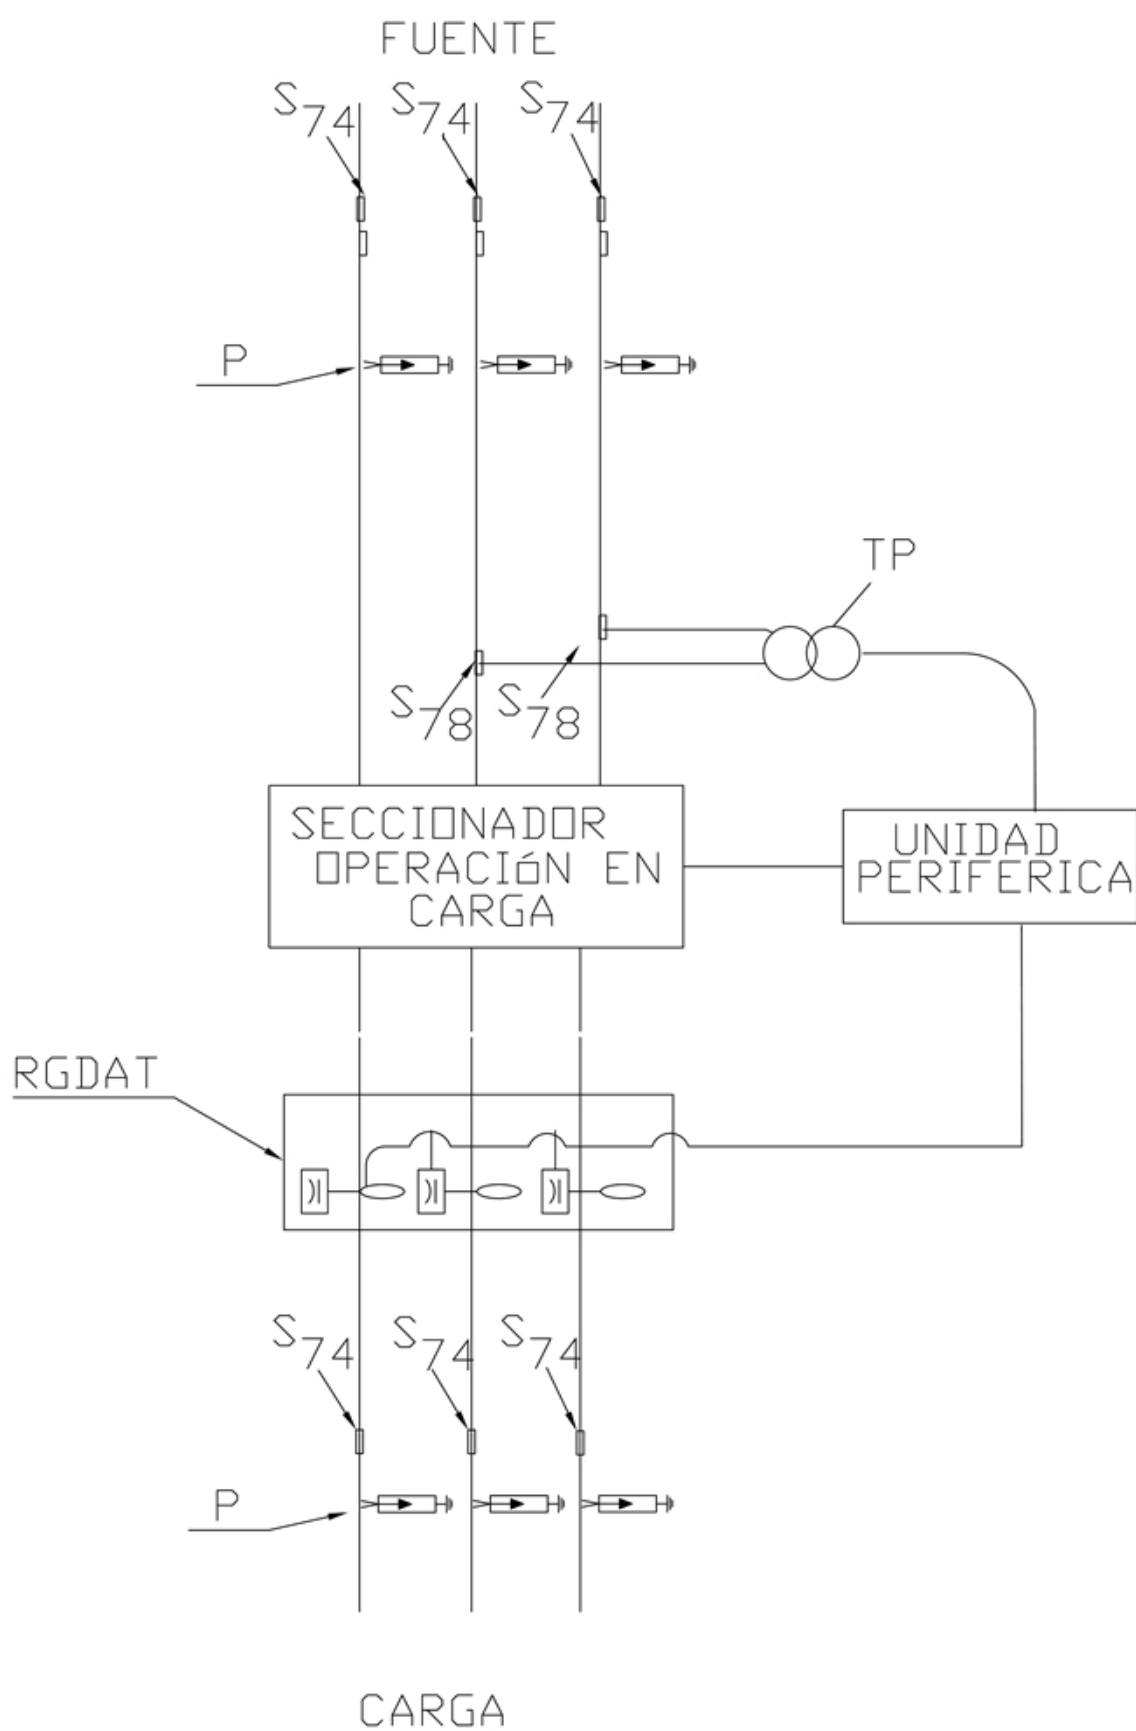 FUENTE
S74 S74 S74
P
TP
S78 S78
SECCIONADOR
OPERACIóN EN
CARGA
UNIDAD
PERIFERICA
RGDAT
S74 S74 S74
P
CARGA